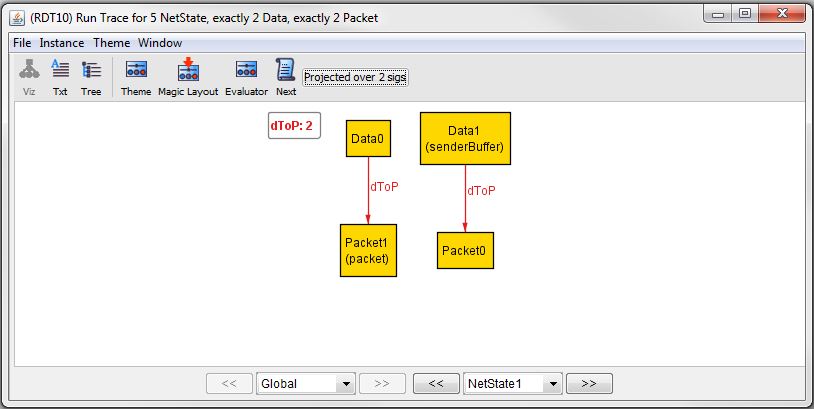 (RDT10) Run Trace for 5 NetState, exactly 2 Data, exactly 2 Packet
File Instance Theme Window
Viz Txt Tree Theme Magic Layout Evaluator Next Projected over 2 sigs
dToP: 2
Data0
Data1
(senderBuffer)
dToP
dToP
Packet1
(packet)
Packet0
<< Global >> << NetState1 >>